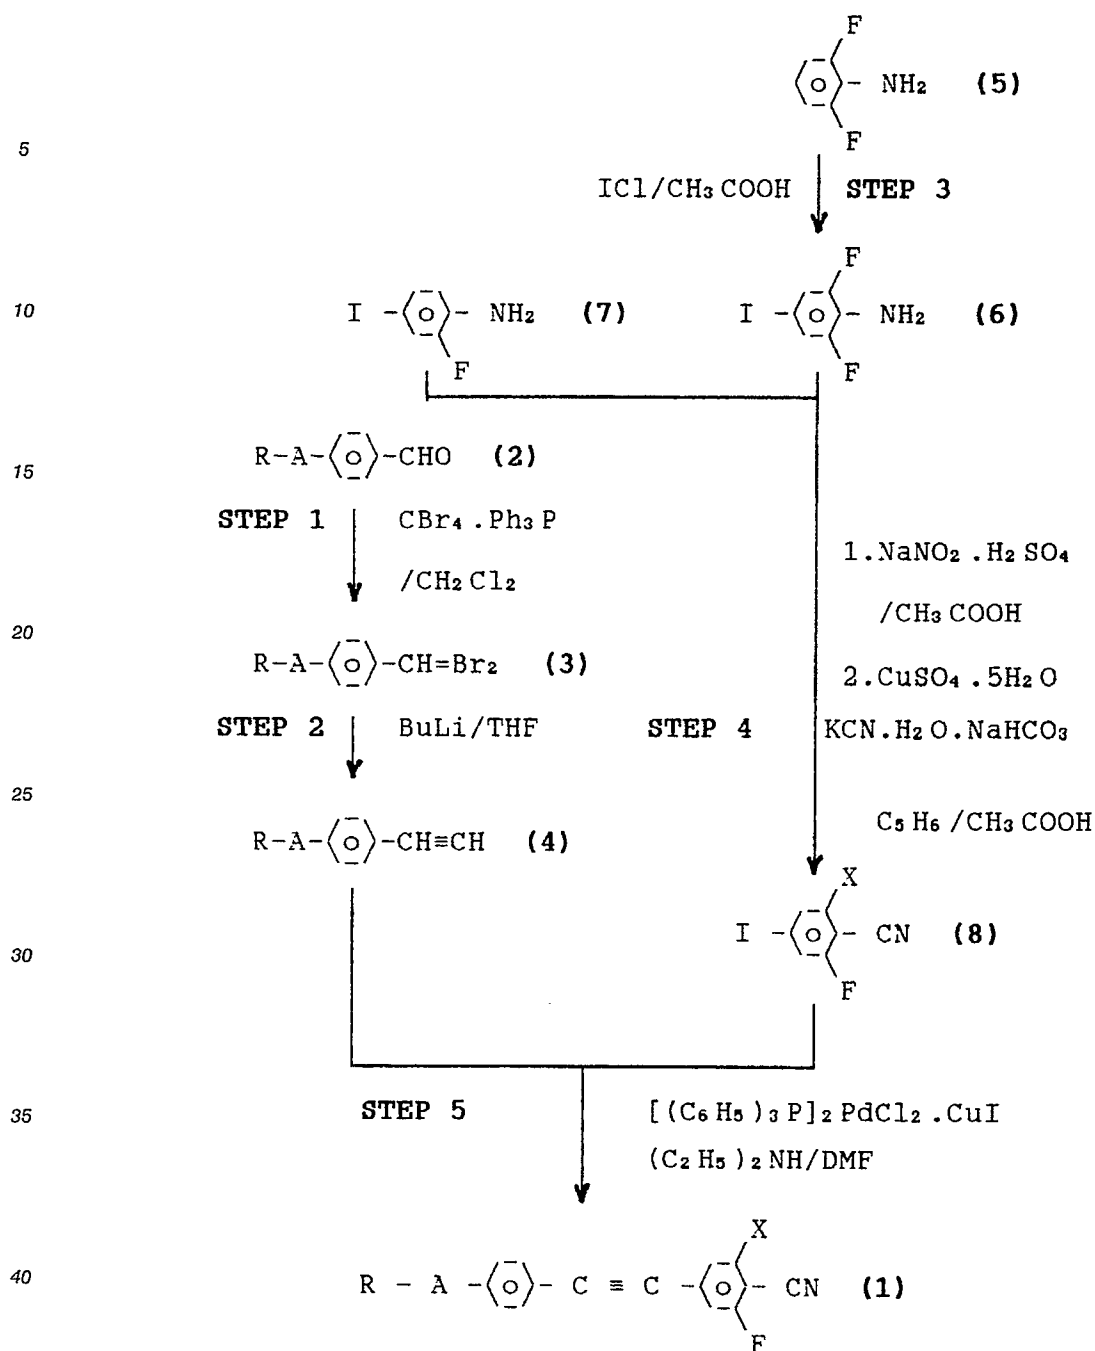 F
NH₂ (5)
F
5
ICl/CH₃COOH STEP 3
F
10
I NH₂ (7)
I NH₂ (6)
F
F
R-A- -CHO (2)
15
STEP 1 CBr₄.Ph₃P
/CH₂Cl₂
1.NaNO₂.H₂SO₄
/CH₃COOH
20
R-A- -CH=Br₂ (3)
2.CuSO₄.5H₂O
STEP 2 BuLi/THF
STEP 4 KCN.H₂O.NaHCO₃
25
C₅H₆/CH₃COOH
R-A- -CH≡CH (4)
X
I CN (8)
30
F
35
STEP 5 [(C₆H₅)₃P]₂PdCl₂.CuI
(C₂H₅)₂NH/DMF
X
40
R - A - - C ≡ C - - CN (1)
F